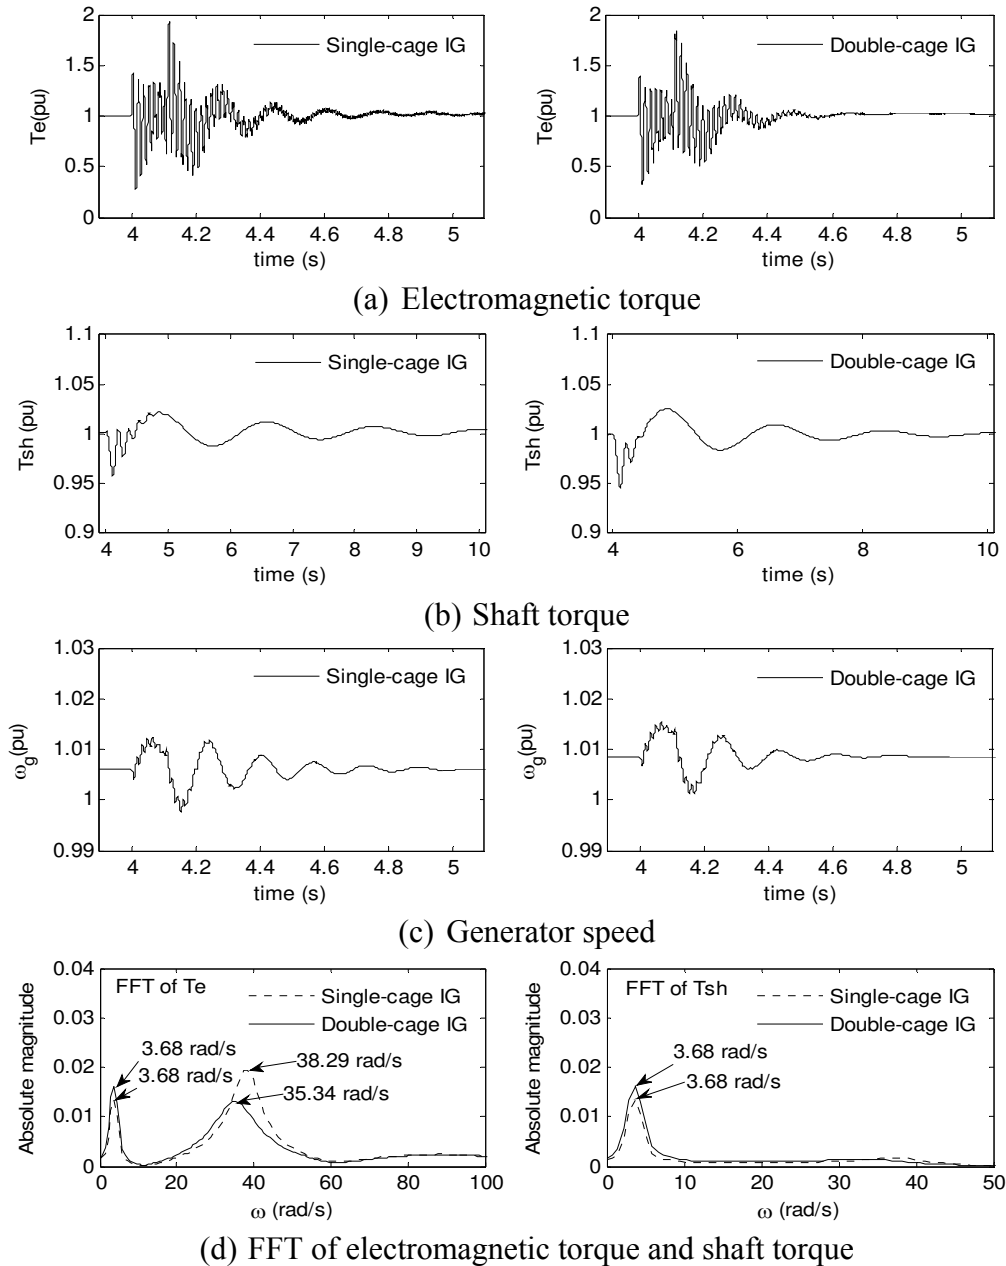 Te(pu)
2
1.5
1
0.5
0
Single-cage IG
4 4.2 4.4 4.6 4.8 5
time (s)
Te(pu)
2
1.5
1
0.5
0
Double-cage IG
4 4.2 4.4 4.6 4.8 5
time (s)
(a) Electromagnetic torque
Tsh (pu)
1.1
1.05
1
0.95
0.9
Single-cage IG
4 5 6 7 8 9 10
time (s)
Tsh (pu)
1.1
1.05
1
0.95
0.9
Double-cage IG
4 6 8 10
time (s)
(b) Shaft torque
ωg(pu)
1.03
1.02
1.01
1
0.99
Single-cage IG
4 4.2 4.4 4.6 4.8 5
time (s)
ωg(pu)
1.03
1.02
1.01
1
0.99
Double-cage IG
4 4.2 4.4 4.6 4.8 5
time (s)
(c) Generator speed
Absolute magnitude
0.04
0.03
0.02
0.01
0
FFT of Te
Single-cage IG
Double-cage IG
3.68 rad/s
3.68 rad/s
38.29 rad/s
35.34 rad/s
0 20 40 60 80 100
ω (rad/s)
Absolute magnitude
0.04
0.03
0.02
0.01
0
FFT of Tsh
Single-cage IG
Double-cage IG
3.68 rad/s
3.68 rad/s
0 10 20 30 40 50
ω (rad/s)
(d) FFT of electromagnetic torque and shaft torque